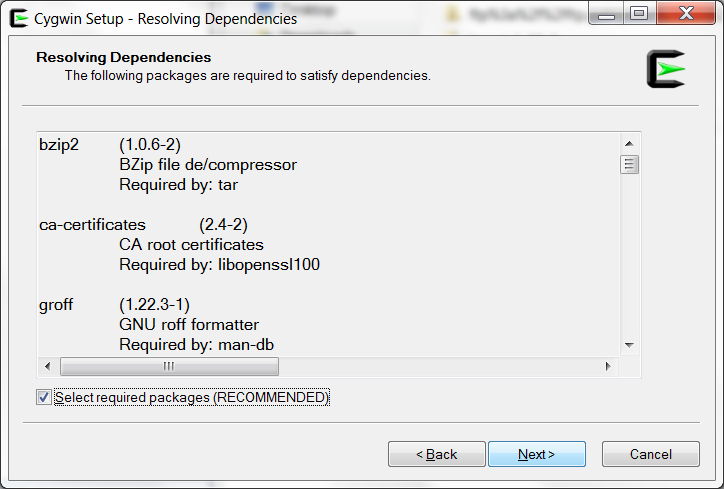 Cygwin Setup - Resolving Dependencies
Resolving Dependencies
The following packages are required to satisfy dependencies.
bzip2 (1.0.6-2)
BZip file de/compressor
Required by: tar
ca-certificates (2.4-2)
CA root certificates
Required by: libopenssl100
groff (1.22.3-1)
GNU roff formatter
Required by: man-db
Select required packages (RECOMMENDED)
< Back
Next >
Cancel